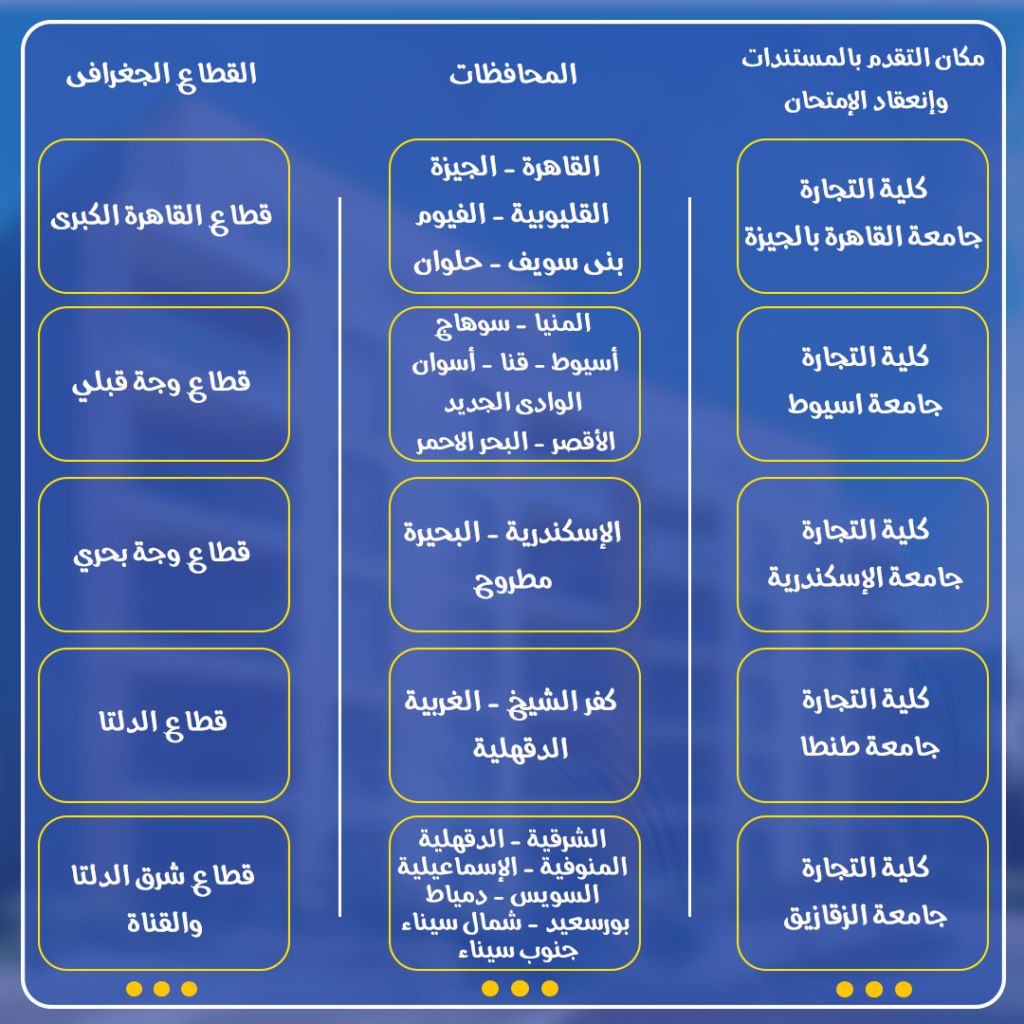 مكان التقدم بالمستندات
وإنعقاد الإمتحان
المحافظات
القطاع الجغرافى
كلية التجارة
جامعة القاهرة بالجيزة
القاهرة - الجيزة
القليوبية - الفيوم
بنى سويف - حلوان
قطاع القاهرة الكبرى
كلية التجارة
جامعة اسيوط
المنيا - سوهاج
أسيوط - قنا - أسوان
الوادى الجديد
الأقصر - البحر الاحمر
قطاع وجة قبلي
كلية التجارة
جامعة الإسكندرية
الإسكندرية - البحيرة
مطروح
قطاع وجة بحري
كلية التجارة
جامعة طنطا
كفر الشيخ - الغربية
الدقهلية
قطاع الدلتا
كلية التجارة
جامعة الزقازيق
الشرقية - الدقهلية
المنوفية - الإسماعيلية
السويس - دمياط
بورسعيد - شمال سيناء
جنوب سيناء
قطاع شرق الدلتا
والقناة